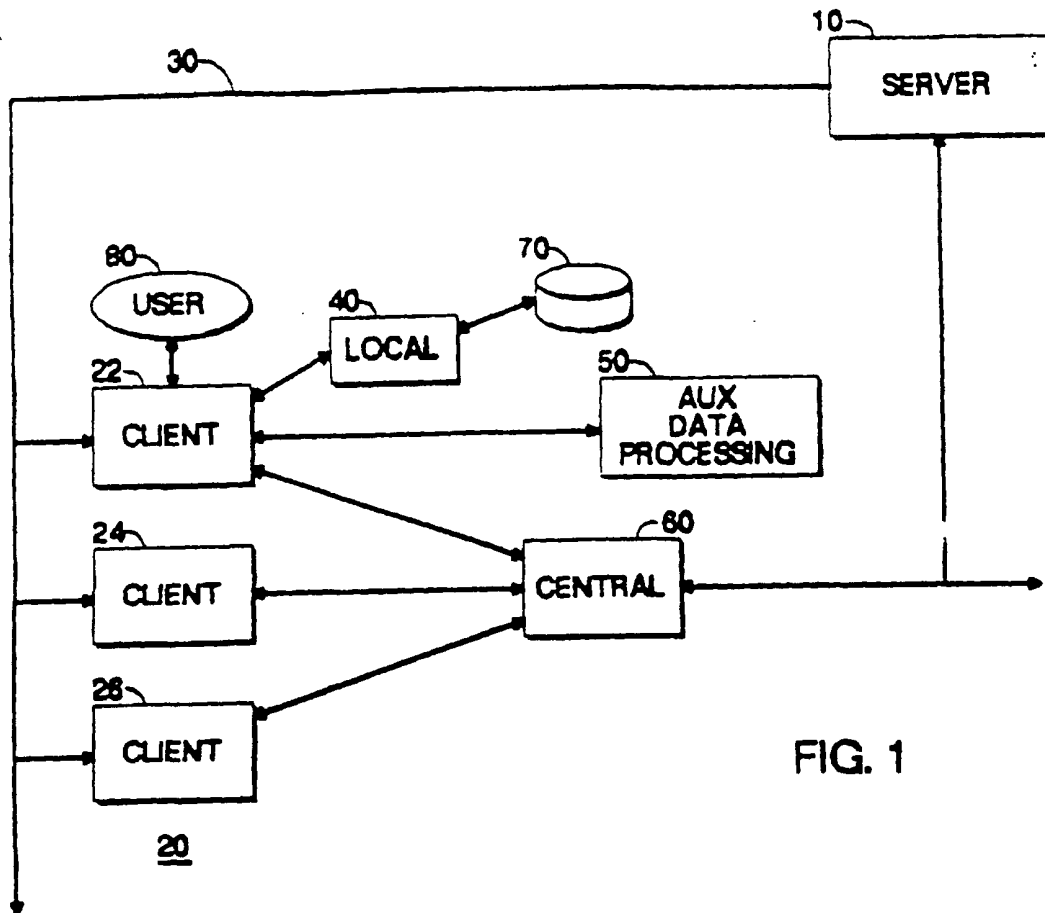 10
SERVER
30
80
USER
70
40
LOCAL
22
CLIENT
50
AUX
DATA
PROCESSING
24
CLIENT
60
CENTRAL
26
CLIENT
FIG. 1
20